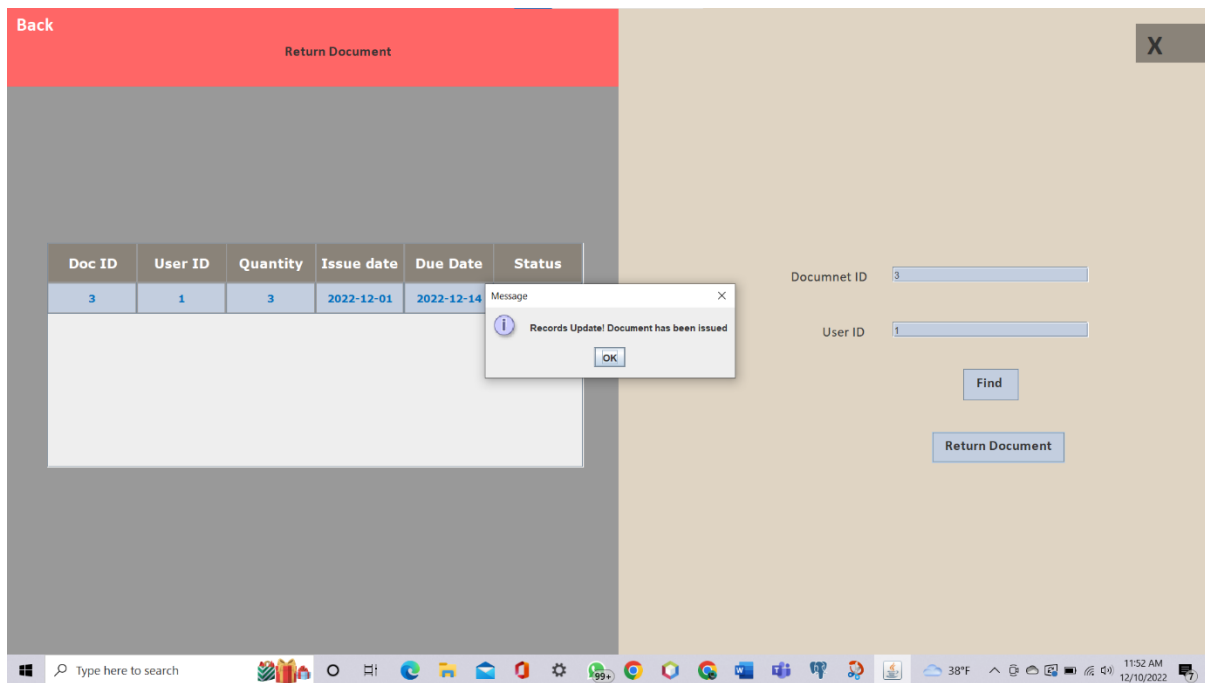 Back
Return Document
X
Doc ID User ID Quantity Issue date Due Date Status
3 1 3 2022-12-01 2022-12-14
Message
Records Update! Document has been issued
OK
Documnet ID 3
User ID 1
Find
Return Document
Type here to search
99+
38°F
11:52 AM
12/10/2022
7